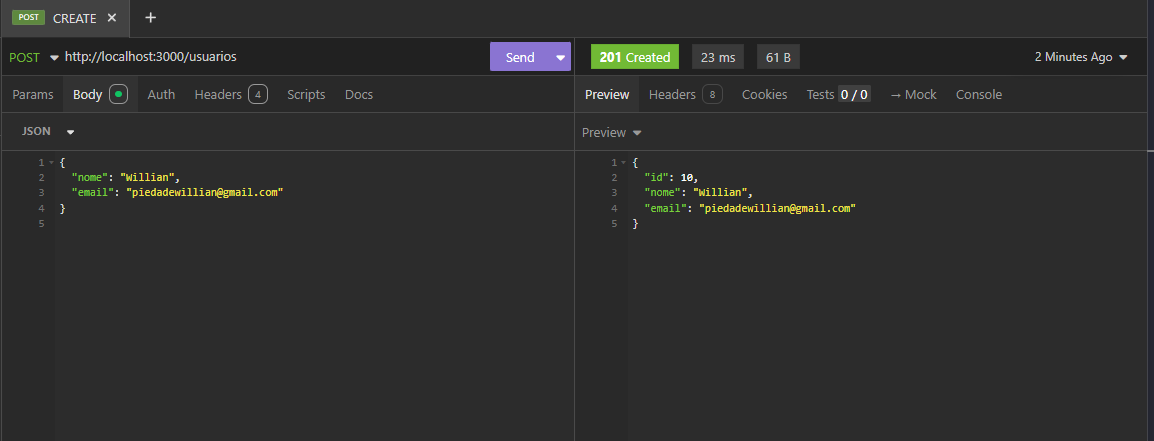 POST CREATE × +
POST http://localhost:3000/usuarios Send
201 Created 23 ms 61 B 2 Minutes Ago
Params Body Auth Headers 4 Scripts Docs
Preview Headers 8 Cookies Tests 0 / 0 → Mock Console
JSON
Preview
1 {
2 "nome": "Willian",
3 "email": "piedadewillian@gmail.com"
4 }
5
1 {
2 "id": 10,
3 "nome": "Willian",
4 "email": "piedadewillian@gmail.com"
5 }